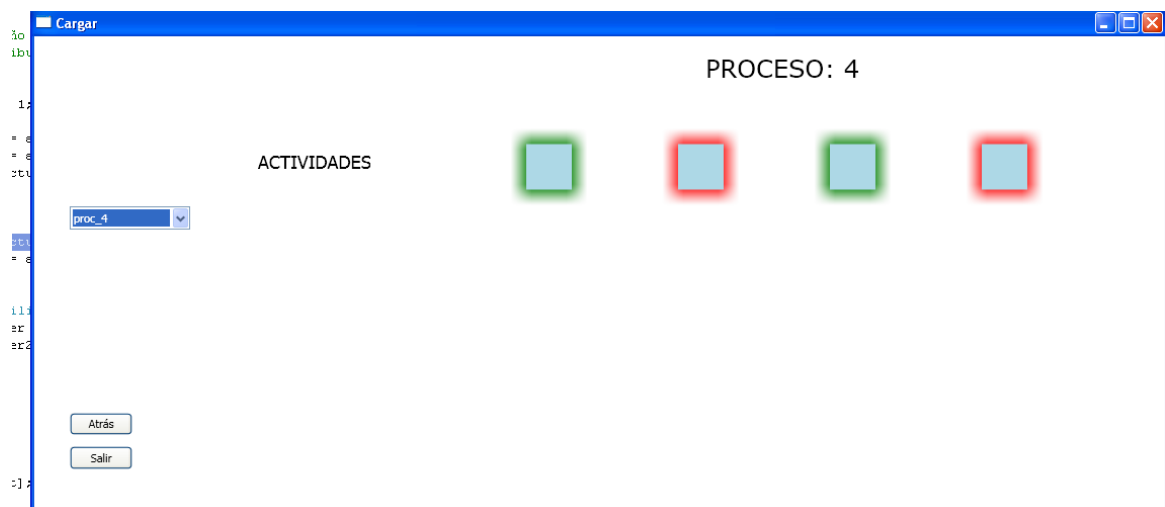 Cargar
PROCESO: 4
ACTIVIDADES
proc_4
Atrás
Salir